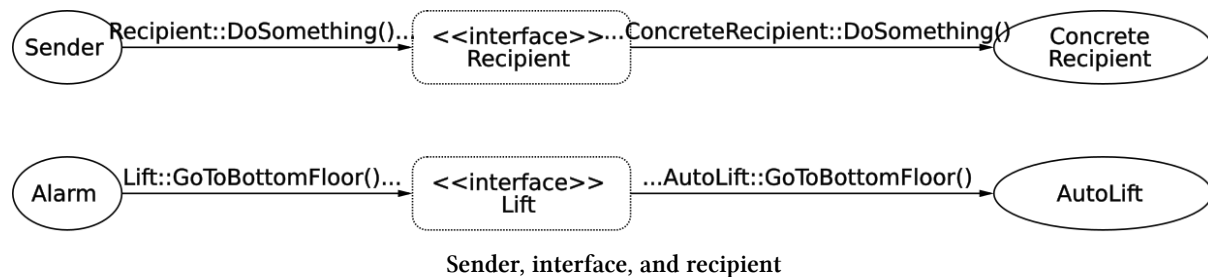 Sender
Recipient::DoSomething()...
<<interface>>
Recipient
...ConcreteRecipient::DoSomething()
Concrete
Recipient
Alarm
Lift::GoToBottomFloor()...
<<interface>>
Lift
...AutoLift::GoToBottomFloor()
AutoLift
Sender, interface, and recipient